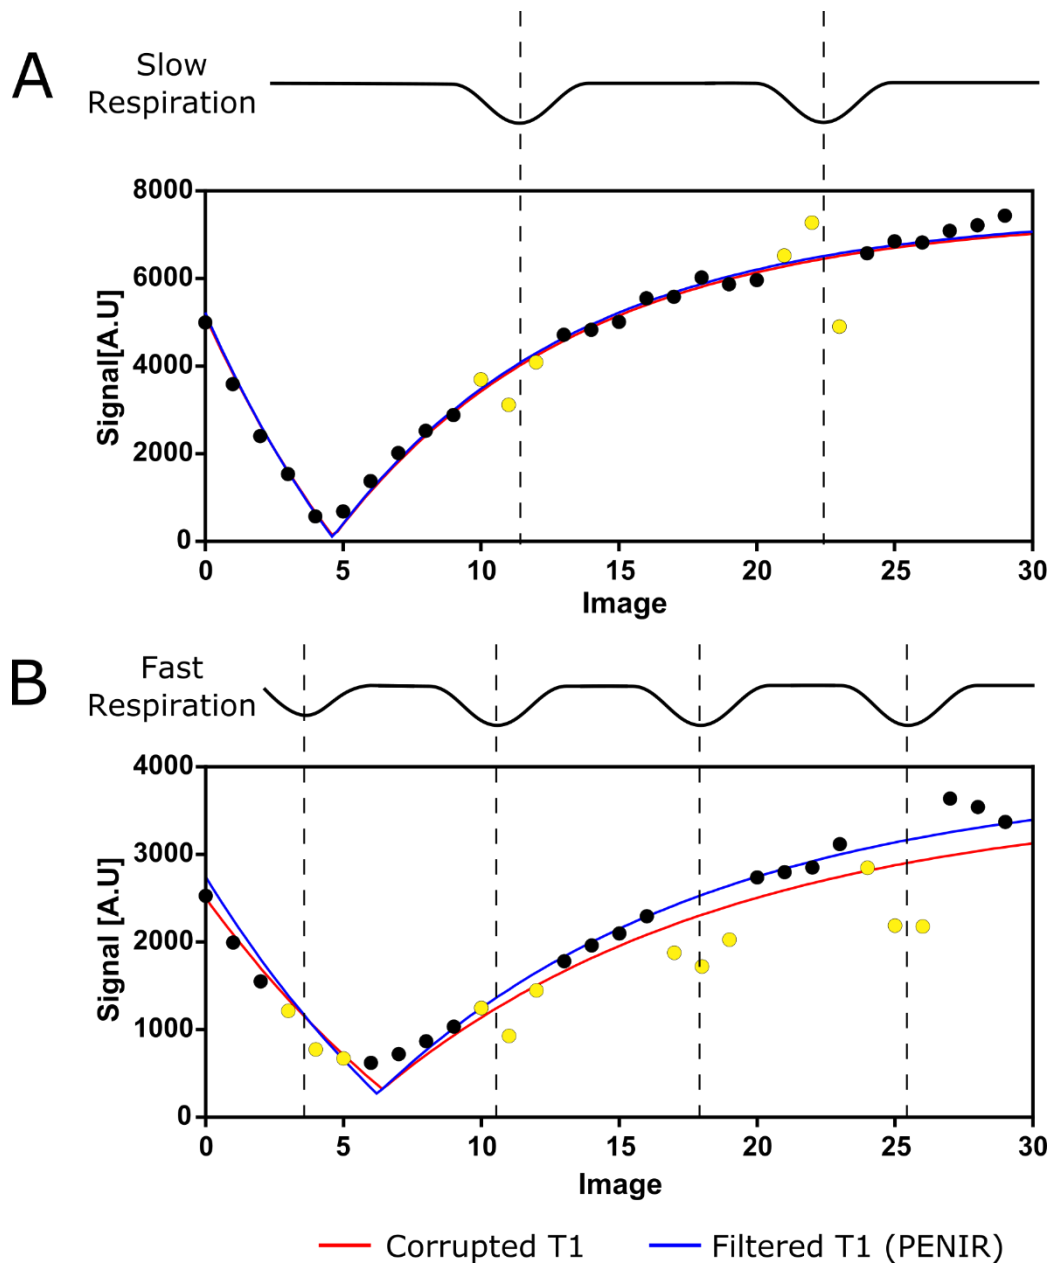 A
Slow
Respiration
8000
6000
4000
2000
0
Signal[A.U]
0 5 10 15 20 25 30
Image
B
Fast
Respiration
4000
3000
2000
1000
0
Signal [A.U]
0 5 10 15 20 25 30
Image
Corrupted T1 Filtered T1 (PENIR)